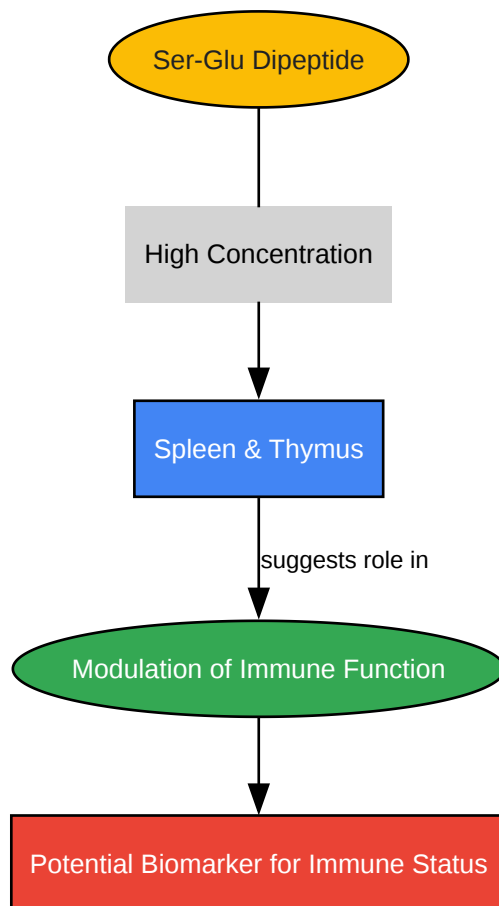 Ser-Glu Dipeptide
High Concentration
Spleen & Thymus
suggests role in
Modulation of Immune Function
Potential Biomarker for Immune Status